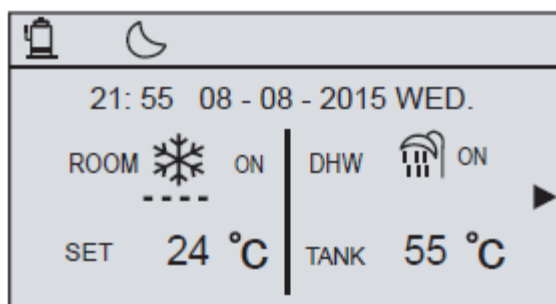 21: 55 08 - 08 - 2015 WED.
ROOM ON DHW ON
SET 24 °C TANK 55 °C